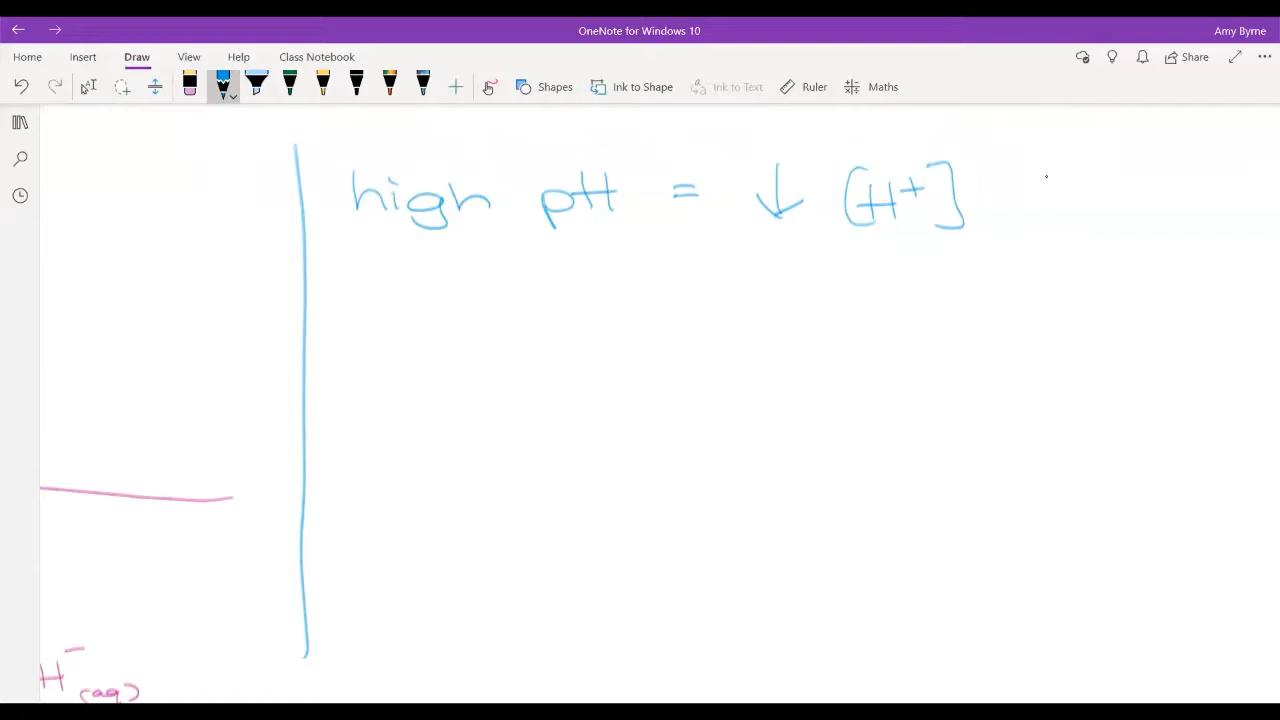 OneNote for Windows 10
Amy Byrne
Home Insert Draw View Help Class Notebook
Share
Shapes Ink to Shape Ink to Text Ruler Maths
high pH = ↓ [H+]
H⁻(aq)